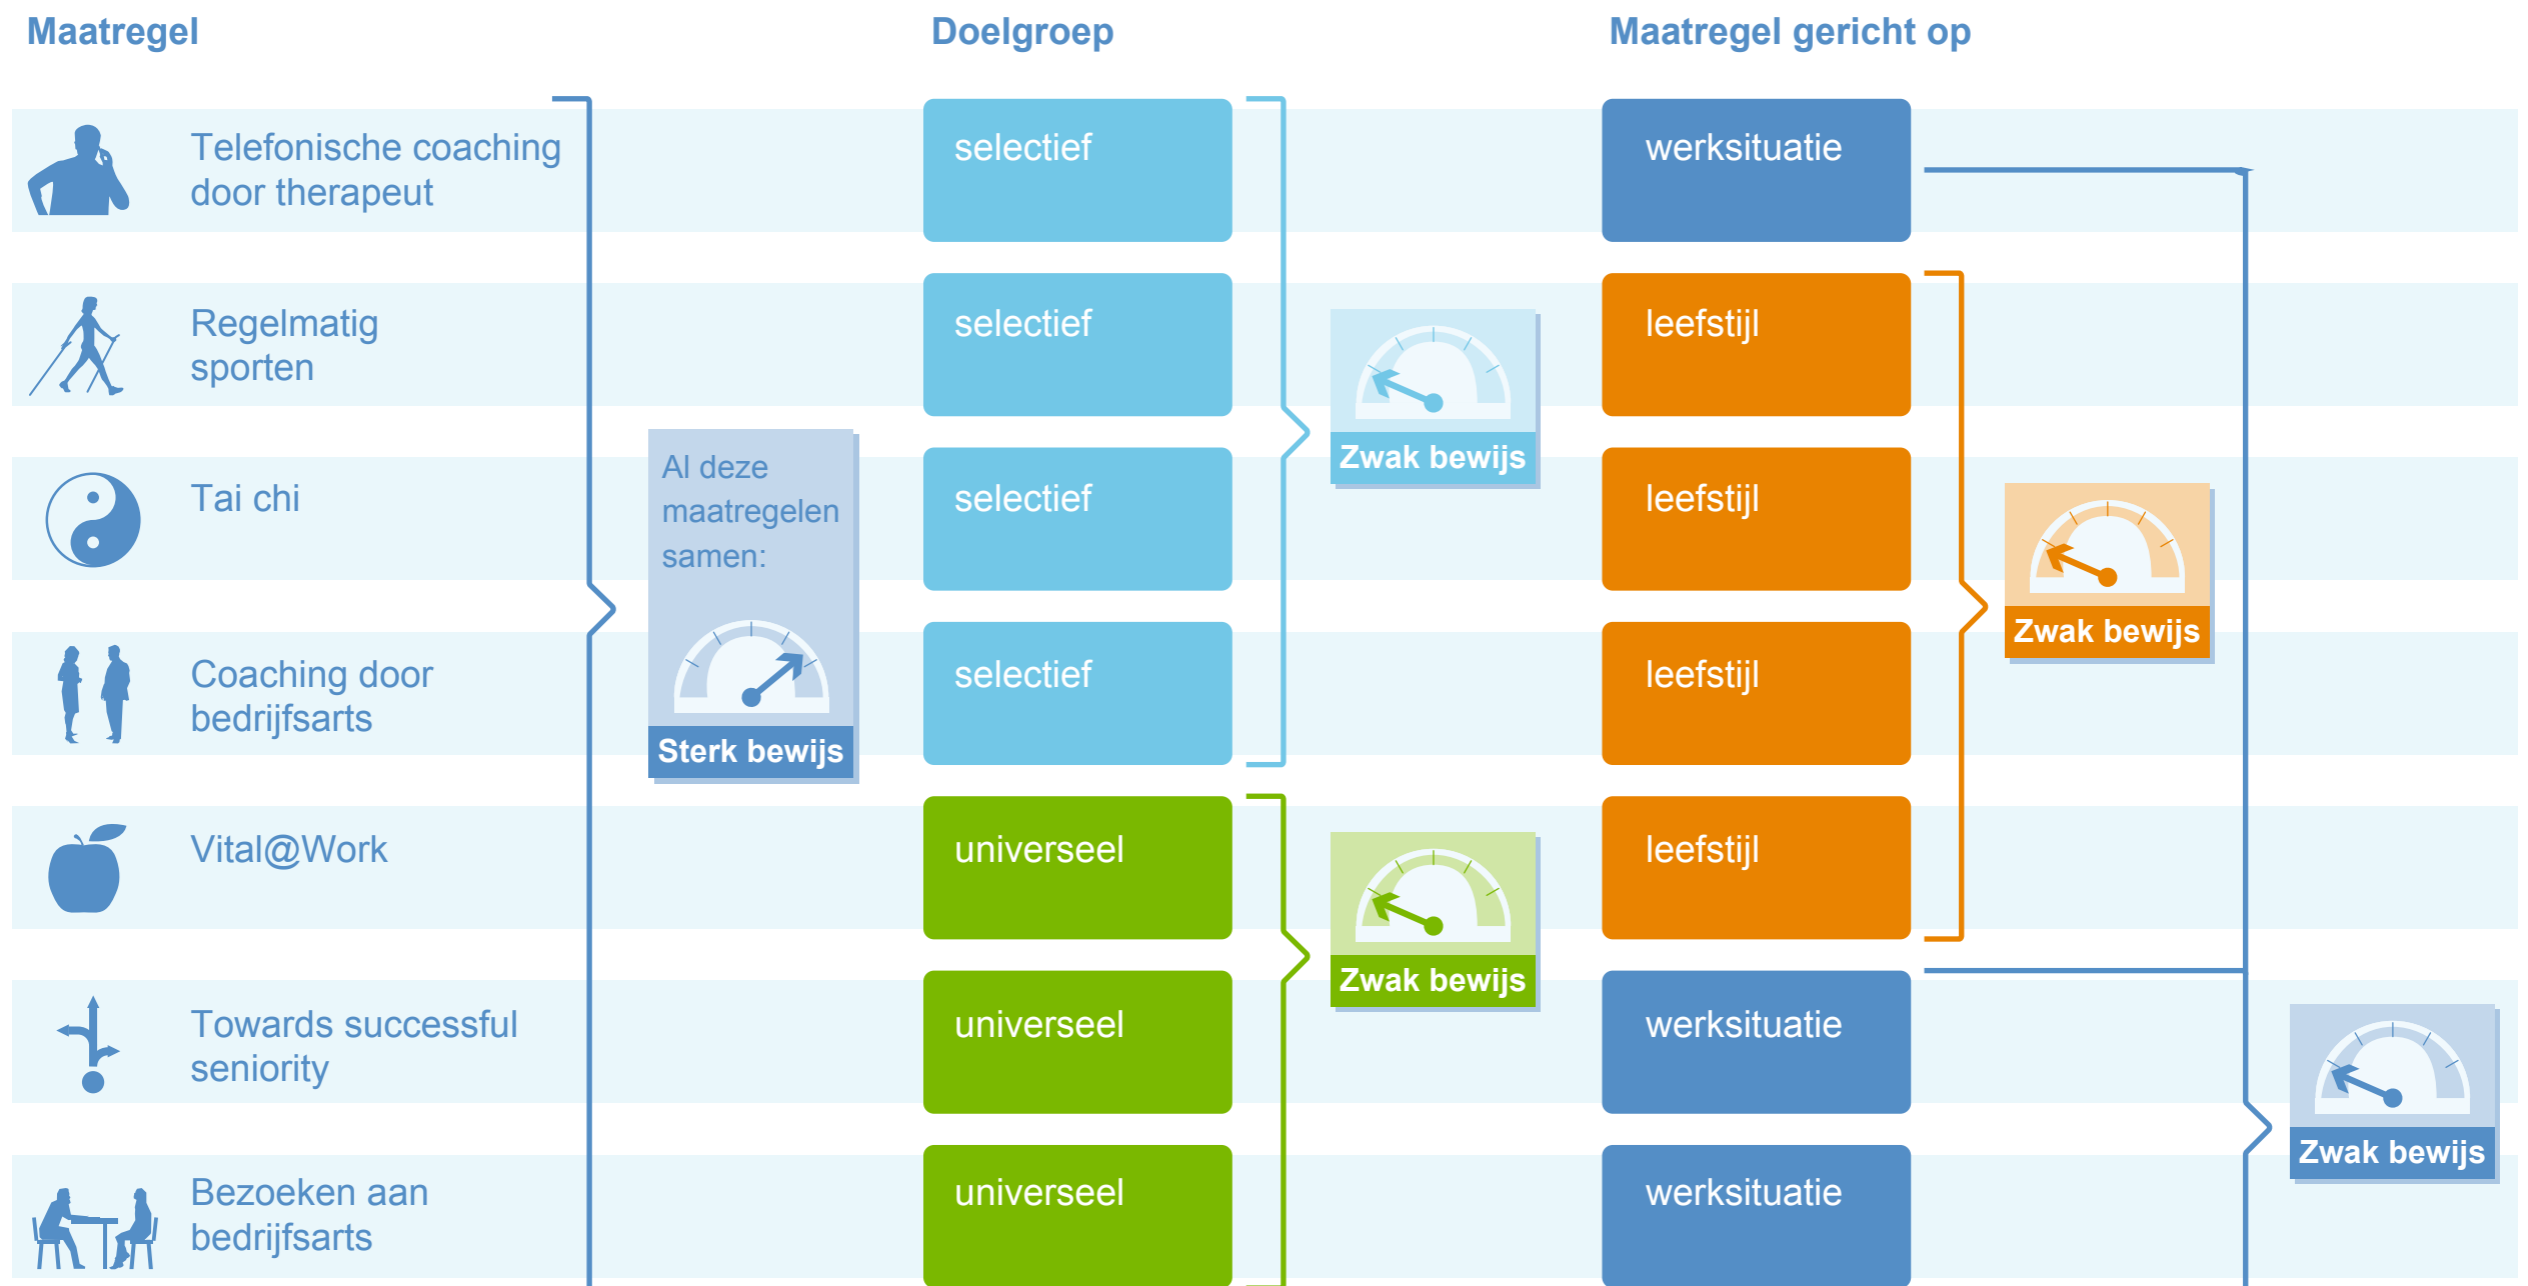 Maatregel
Doelgroep
Maatregel gericht op
Telefonische coaching
door therapeut
selectief
werksituatie
Regelmatig
sporten
selectief
leefstijl
Zwak bewijs
Tai chi
Al deze
maatregelen
samen:
Sterk bewijs
selectief
leefstijl
Zwak bewijs
Coaching door
bedrijfsarts
selectief
leefstijl
Vital@Work
universeel
leefstijl
Zwak bewijs
Towards successful
seniority
universeel
werksituatie
Zwak bewijs
Bezoeken aan
bedrijfsarts
universeel
werksituatie